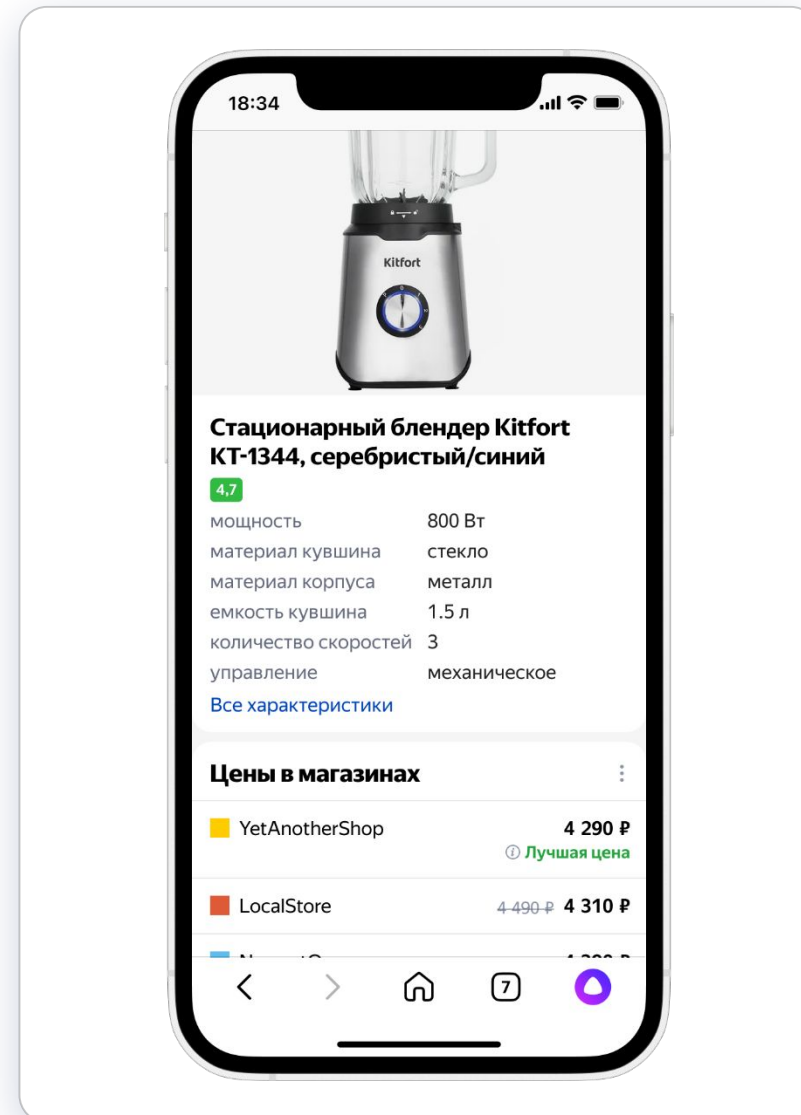 18:34
Kitfort
Стационарный блендер Kitfort
КТ-1344, серебристый/синий
4,7
мощность 800 Вт
материал кувшина стекло
материал корпуса металл
емкость кувшина 1.5 л
количество скоростей 3
управление механическое
Все характеристики
Цены в магазинах
YetAnotherShop 4 290 ₽
Лучшая цена
LocalStore 4 490 ₽ 4 310 ₽
7